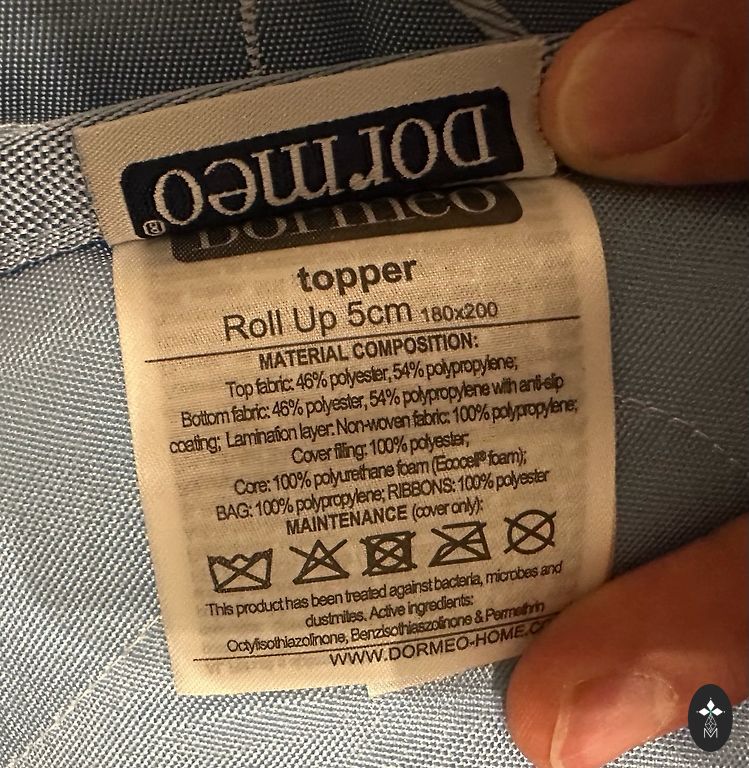 Dormeo®
Dormeo
topper
Roll Up 5cm 180x200
MATERIAL COMPOSITION:
Top fabric: 46% polyester, 54% polypropylene;
Bottom fabric: 46% polyester, 54% polypropylene with anti-slip
coating; Lamination layer: Non-woven fabric: 100% polypropylene;
Cover filling: 100% polyester;
Core: 100% polyurethane foam (Ecocell® foam);
BAG: 100% polypropylene; RIBBONS: 100% polyester
MAINTENANCE (cover only):
This product has been treated against bacteria, microbes and
dustmites. Active ingredients:
Octylisothiazolinone, Benzisothiaszolinone & Permethrin
WWW.DORMEO-HOME.CO
M